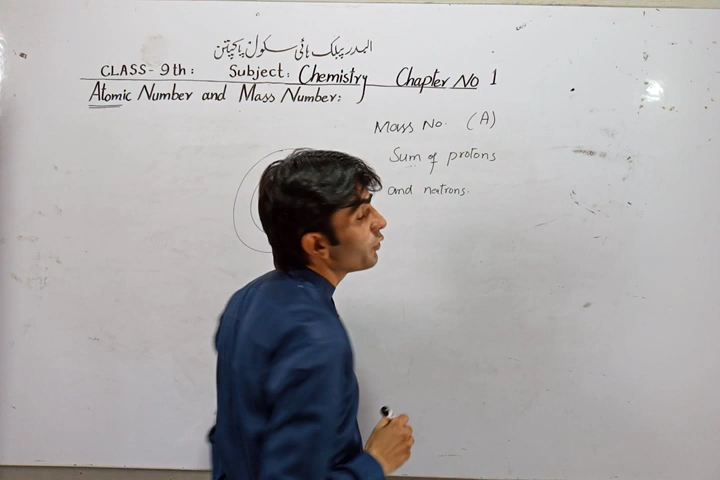 البدر پبلک ہائی سکول پاکپتن
CLASS-9th: Subject: Chemistry Chapter No 1
Atomic Number and Mass Number:
Mass No. (A)
Sum of protons
and neutrons.